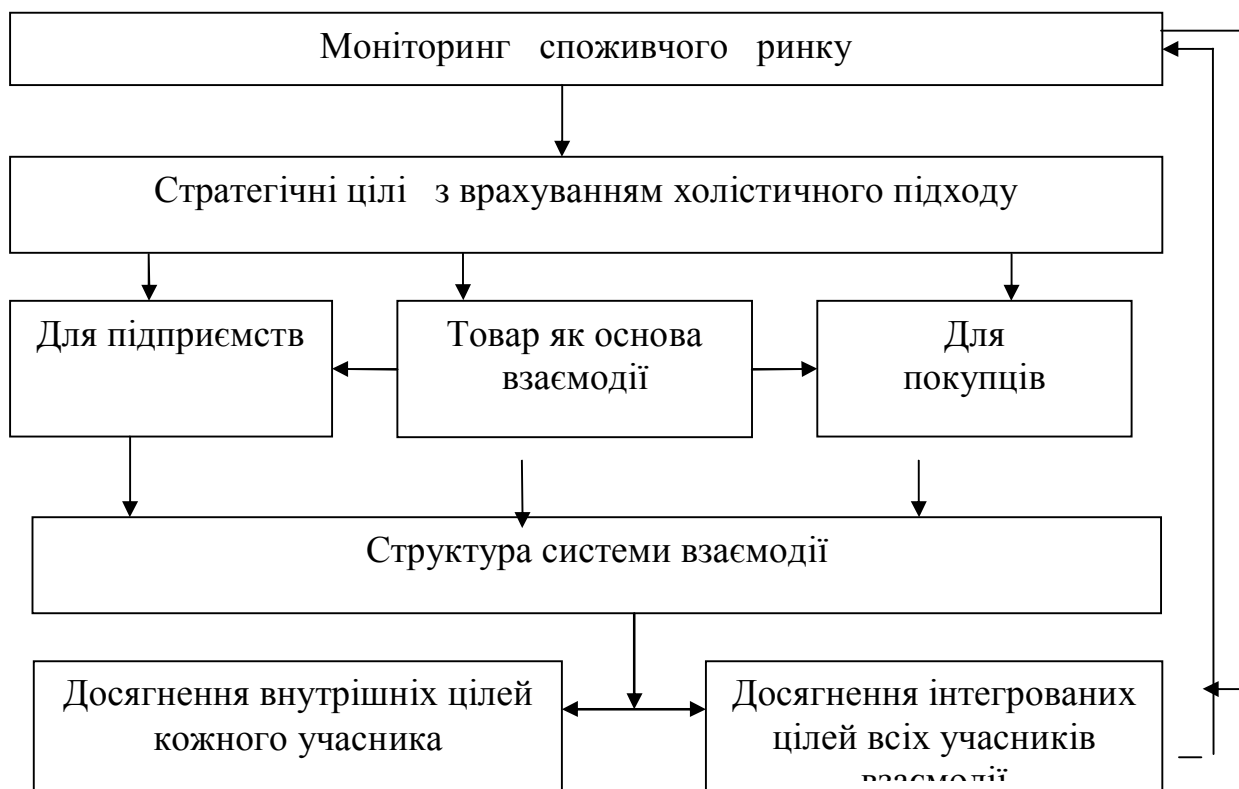 Моніторинг споживчого ринку
Стратегічні цілі з врахуванням холістичного підходу
Для підприємств
Товар як основа
взаємодії
Для
покупців
Структура системи взаємодії
Досягнення внутрішніх цілей
кожного учасника
Досягнення інтегрованих
цілей всіх учасників
взаємодії